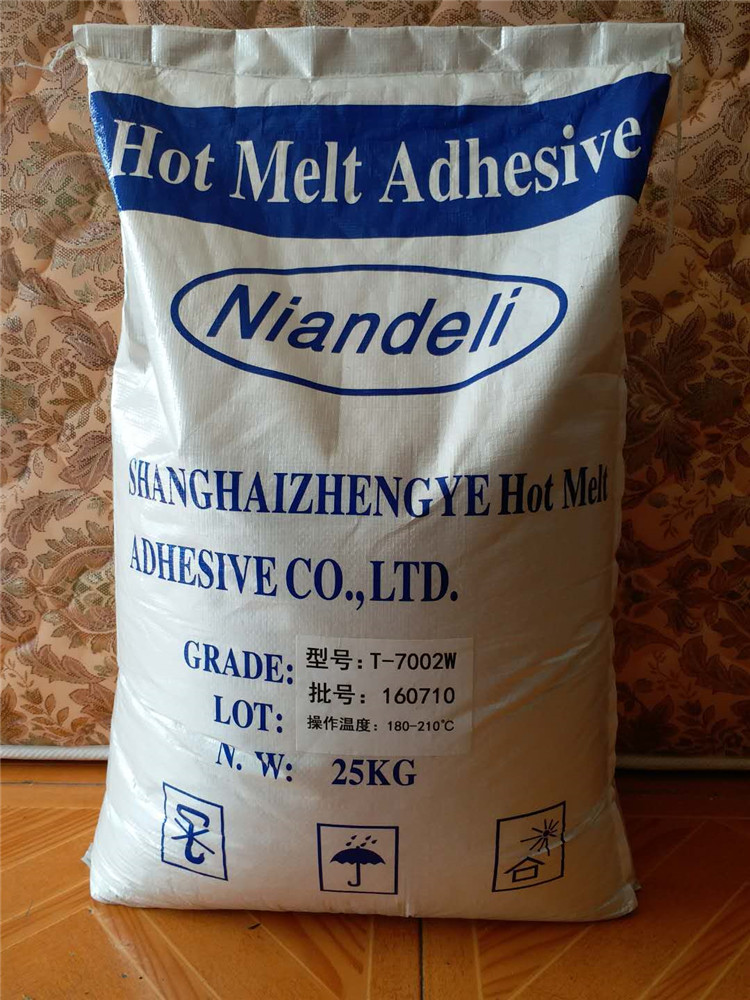 Hot Melt Adhesive
Niandeli
SHANGHAIZHENGYE Hot Melt
ADHESIVE CO.,LTD.
GRADE: 型号: T-7002W
LOT: 批号: 160710
操作温度: 180-210℃
N. W: 25KG